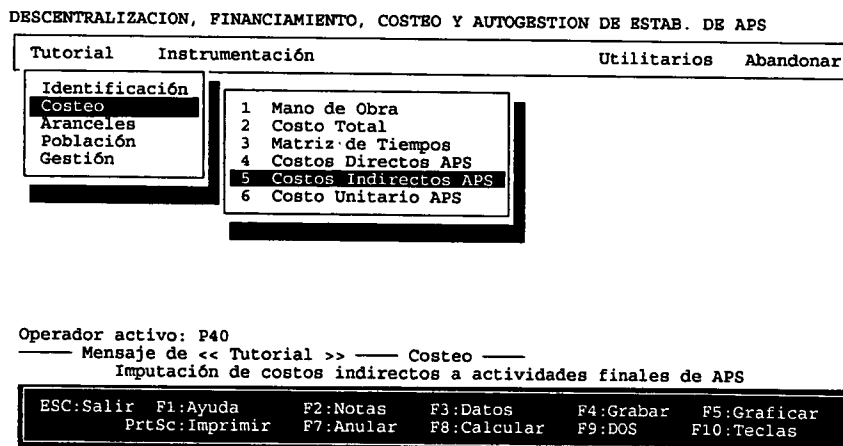 DESCENTRALIZACION, FINANCIAMIENTO, COSTEO Y AUTOGESTION DE ESTAB. DE APS
Tutorial Instrumentación Utilitarios Abandonar
Identificación
Costeo
Aranceles
Población
Gestión
1 Mano de Obra
2 Costo Total
3 Matriz de Tiempos
4 Costos Directos APS
5 Costos Indirectos APS
6 Costo Unitario APS
Operador activo: P40
Mensaje de << Tutorial >> Costeo
Imputación de costos indirectos a actividades finales de APS
ESC:Salir F1:Ayuda F2:Notas F3:Datos F4:Grabar F5:Graficar
PrtSc:Imprimir F7:Anular F8:Calcular F9:DOS F10:Teclas